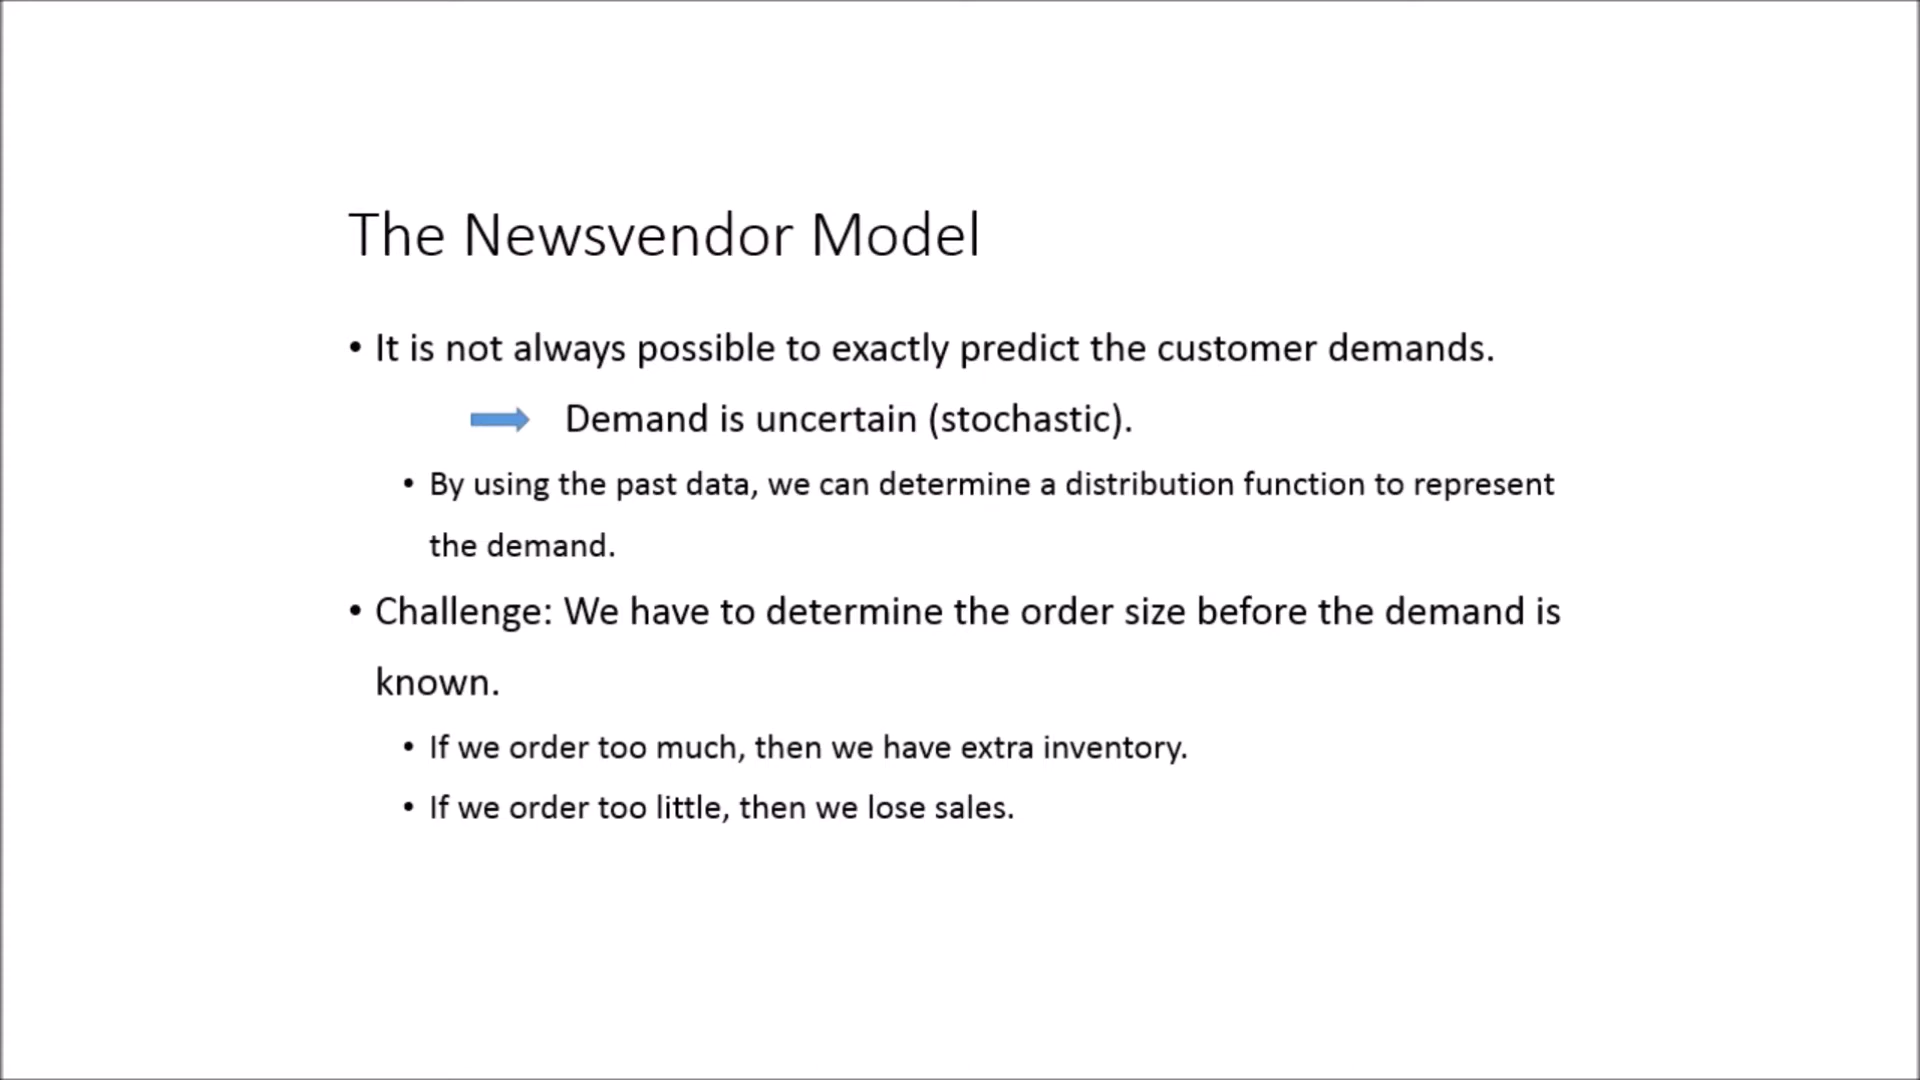 The Newsvendor Model
• It is not always possible to exactly predict the customer demands.
Demand is uncertain (stochastic).
• By using the past data, we can determine a distribution function to represent
the demand.
• Challenge: We have to determine the order size before the demand is
known.
• If we order too much, then we have extra inventory.
• If we order too little, then we lose sales.